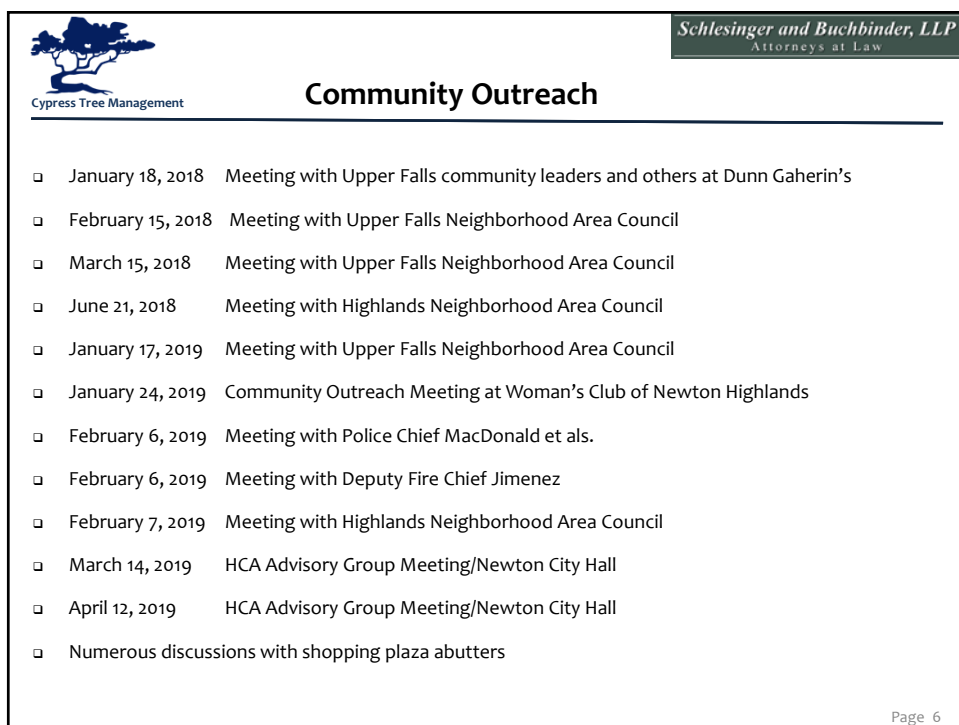 Schlesinger and Buchbinder, LLP
Attorneys at Law
Cypress Tree Management
Community Outreach
January 18, 2018 Meeting with Upper Falls community leaders and others at Dunn Gaherin’s
February 15, 2018 Meeting with Upper Falls Neighborhood Area Council
March 15, 2018 Meeting with Upper Falls Neighborhood Area Council
June 21, 2018 Meeting with Highlands Neighborhood Area Council
January 17, 2019 Meeting with Upper Falls Neighborhood Area Council
January 24, 2019 Community Outreach Meeting at Woman’s Club of Newton Highlands
February 6, 2019 Meeting with Police Chief MacDonald et als.
February 6, 2019 Meeting with Deputy Fire Chief Jimenez
February 7, 2019 Meeting with Highlands Neighborhood Area Council
March 14, 2019 HCA Advisory Group Meeting/Newton City Hall
April 12, 2019 HCA Advisory Group Meeting/Newton City Hall
Numerous discussions with shopping plaza abutters
Page 6